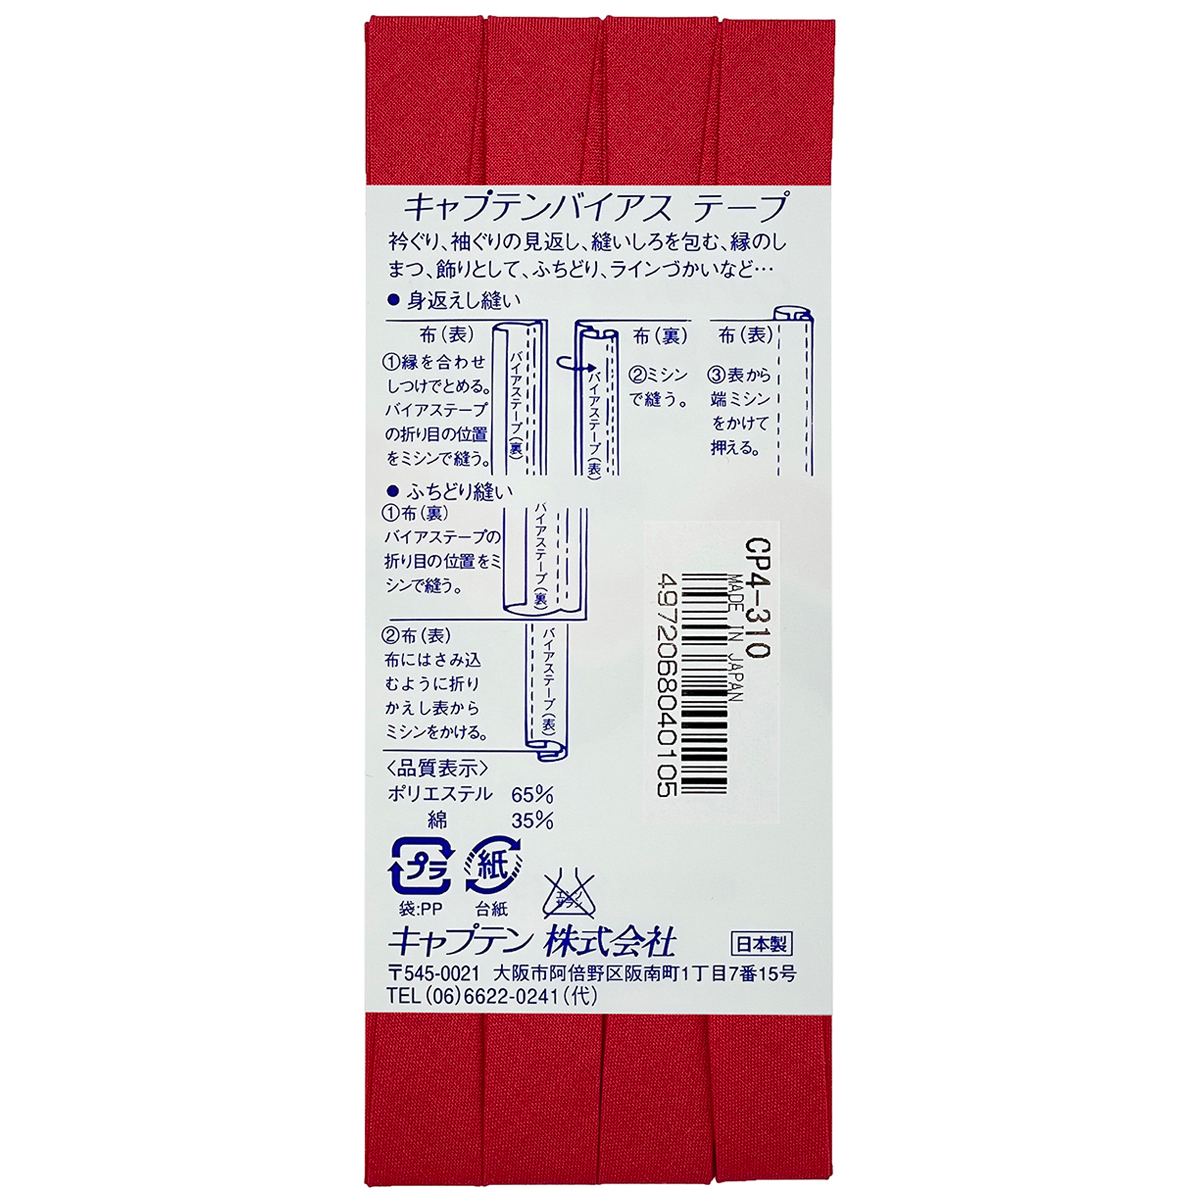 キャプテンバイアス テープ
衿ぐり、袖ぐりの見返し、縫いしろを包む、縁のし
まつ、飾りとして、ふちどり、ラインづかいなど…
● 身返えし縫い
布(表)
①縁を合わせ
しつけでとめる。
バイアステープ
の折り目の位置
をミシンで縫う。
バイアステープ(裏)
バイアステープ(表)
布(裏)
②ミシン
で縫う。
布(表)
③表から
端ミシン
をかけて
押える。
● ふちどり縫い
①布(裏)
バイアステープの
折り目の位置をミ
シンで縫う。
バイアステープ(裏)
②布(表)
布にはさみ込
むように折り
かえし表から
ミシンをかける。
バイアステープ(表)
CP4-310
MADE IN JAPAN
4972068040105
〈品質表示〉
ポリエステル 65%
綿 35%
プラ
紙
エンソ
サラシ
袋:PP
台紙
キャプテン 株式会社
日本製
〒545-0021 大阪市阿倍野区阪南町1丁目7番15号
TEL(06)6622-0241(代)